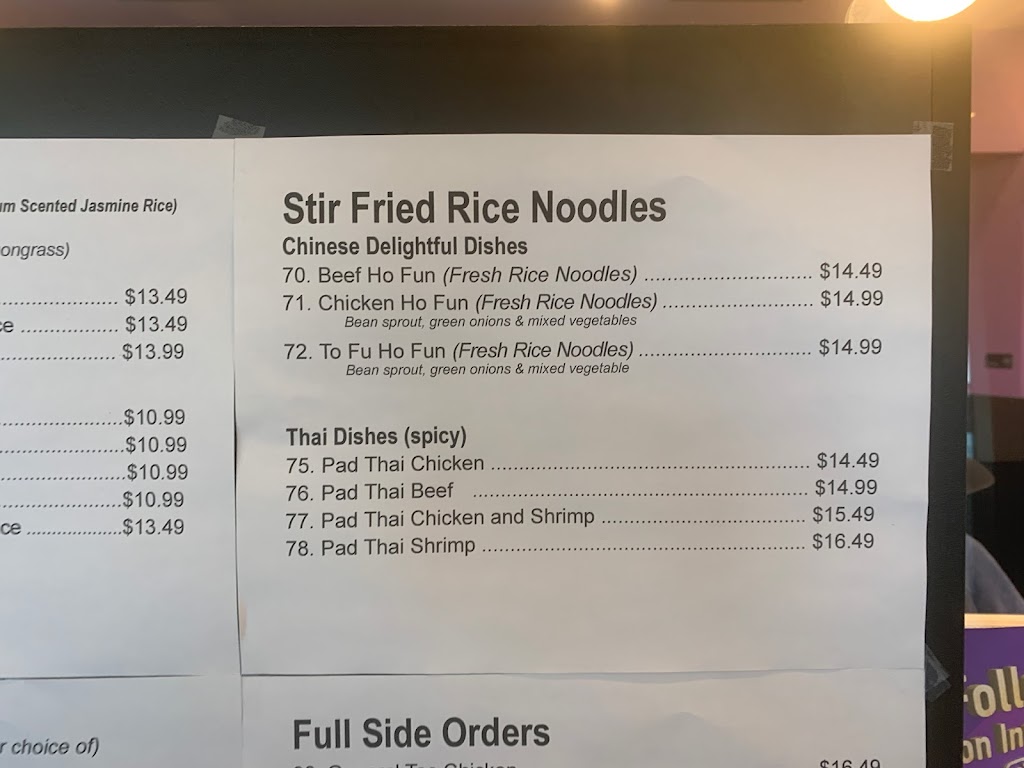 Scented Jasmine Rice)
$13.49
$13.49
$13.99
$10.99
$10.99
$10.99
$10.99
$13.49
choice of)
Stir Fried Rice Noodles
Chinese Delightful Dishes
70. Beef Ho Fun (Fresh Rice Noodles) $14.49
71. Chicken Ho Fun (Fresh Rice Noodles) $14.99
Bean sprout, green onions & mixed vegetables
72. To Fu Ho Fun (Fresh Rice Noodles) $14.99
Bean sprout, green onions & mixed vegetable
Thai Dishes (spicy)
75. Pad Thai Chicken $14.49
76. Pad Thai Beef $14.99
77. Pad Thai Chicken and Shrimp $15.49
78. Pad Thai Shrimp $16.49
Full Side Orders
$16.49
on In